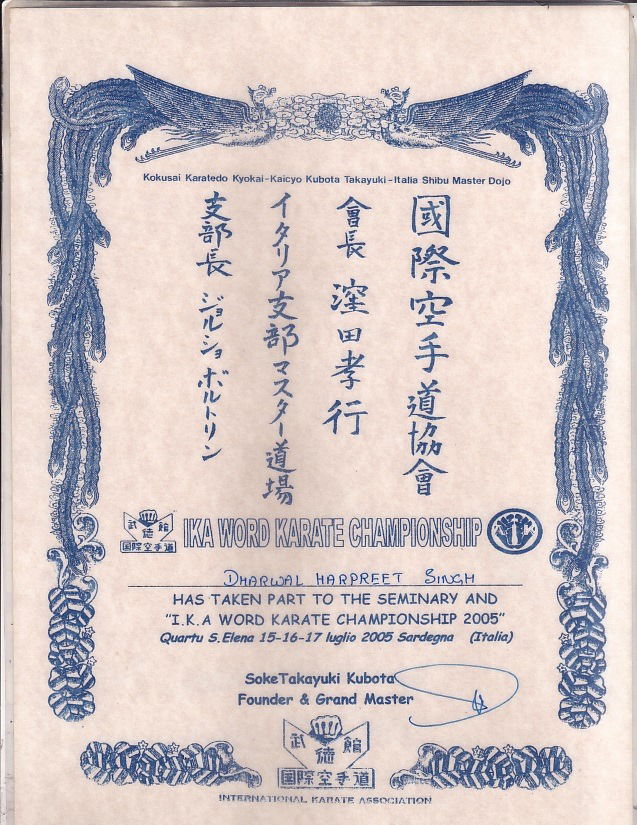 Kokusai Karatedo Kyokai-Kaicyo Kubota Takayuki-Italia Shibu Master Dojo
國際空手道協會
會長 窪田孝行
イタリア支部マスター道場
支部長 ジョルジョ ボルトリン
武徳館
国際空手道
IKA WORD KARATE CHAMPIONSHIP
DHARWAL HARPREET SINGH
HAS TAKEN PART TO THE SEMINARY AND
"I.K.A WORD KARATE CHAMPIONSHIP 2005"
Quartu S.Elena 15-16-17 luglio 2005 Sardegna (Italia)
SokeTakayuki Kubota
Founder & Grand Master
武徳館
国際空手道
INTERNATIONAL KARATE ASSOCIATION